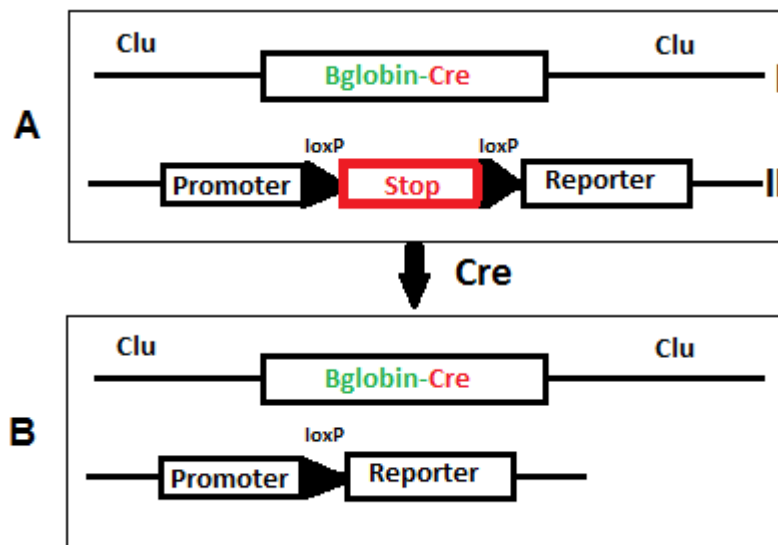 Clu Clu
Bglobin-Cre
A
loxP loxP
Promoter Stop Reporter
Cre
Clu Clu
Bglobin-Cre
B
loxP
Promoter Reporter